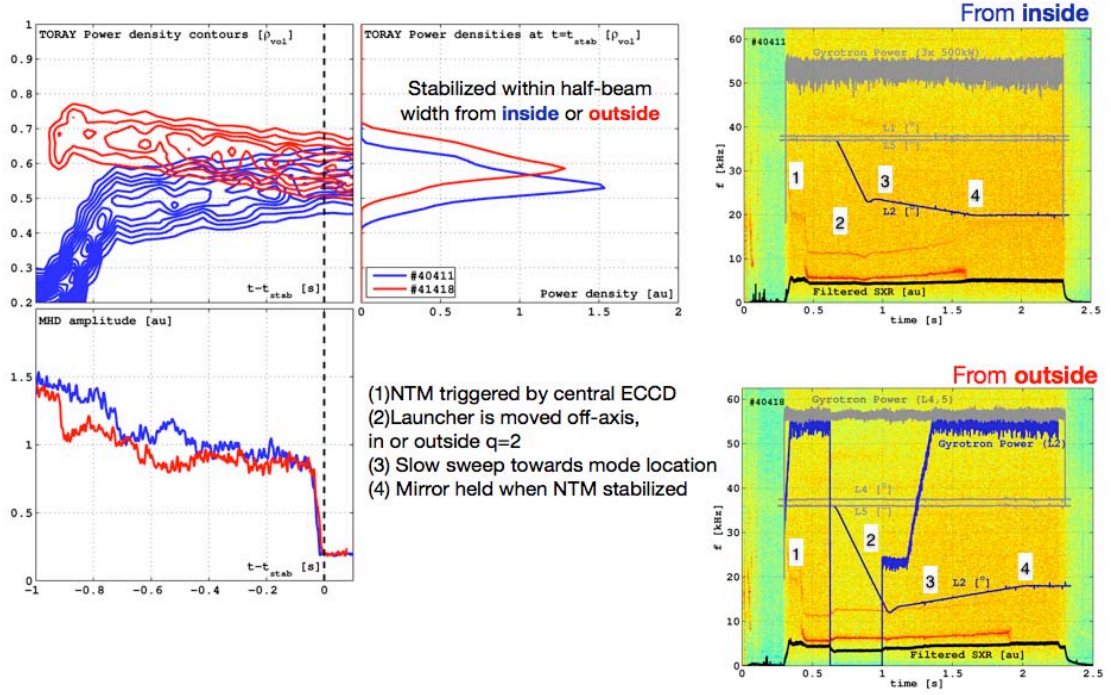 TORAY Power density contours [ρvol]
1
0.9
0.8
0.7
0.6
0.5
0.4
0.3
0.2
t-tstab [s]
TORAY Power densities at t=tstab [ρvol]
Stabilized within half-beam
width from inside or outside
#40411
#41418
Power density [au]
0
0.5
1
1.5
2
MHD amplitude [au]
1.5
1
0.5
0
t-tstab [s]
-1
-0.8
-0.6
-0.4
-0.2
0
(1)NTM triggered by central ECCD
(2)Launcher is moved off-axis,
in or outside q=2
(3) Slow sweep towards mode location
(4) Mirror held when NTM stabilized
From inside
#40411
Gyrotron Power (3x 500kW)
L1 [°]
L5 [°]
1
2
3
4
L2 [°]
Filtered SXR [au]
f [kHz]
60
50
40
30
20
10
0
0
0.5
1
1.5
2
2.5
time [s]
From outside
#40418
Gyrotron Power (L4,5)
Gyrotron Power (L2)
L4 [°]
L5 [°]
1
2
3
4
L2 [°]
Filtered SXR [au]
f [kHz]
60
50
40
30
20
10
0
0
0.5
1
1.5
2
2.5
time [s]